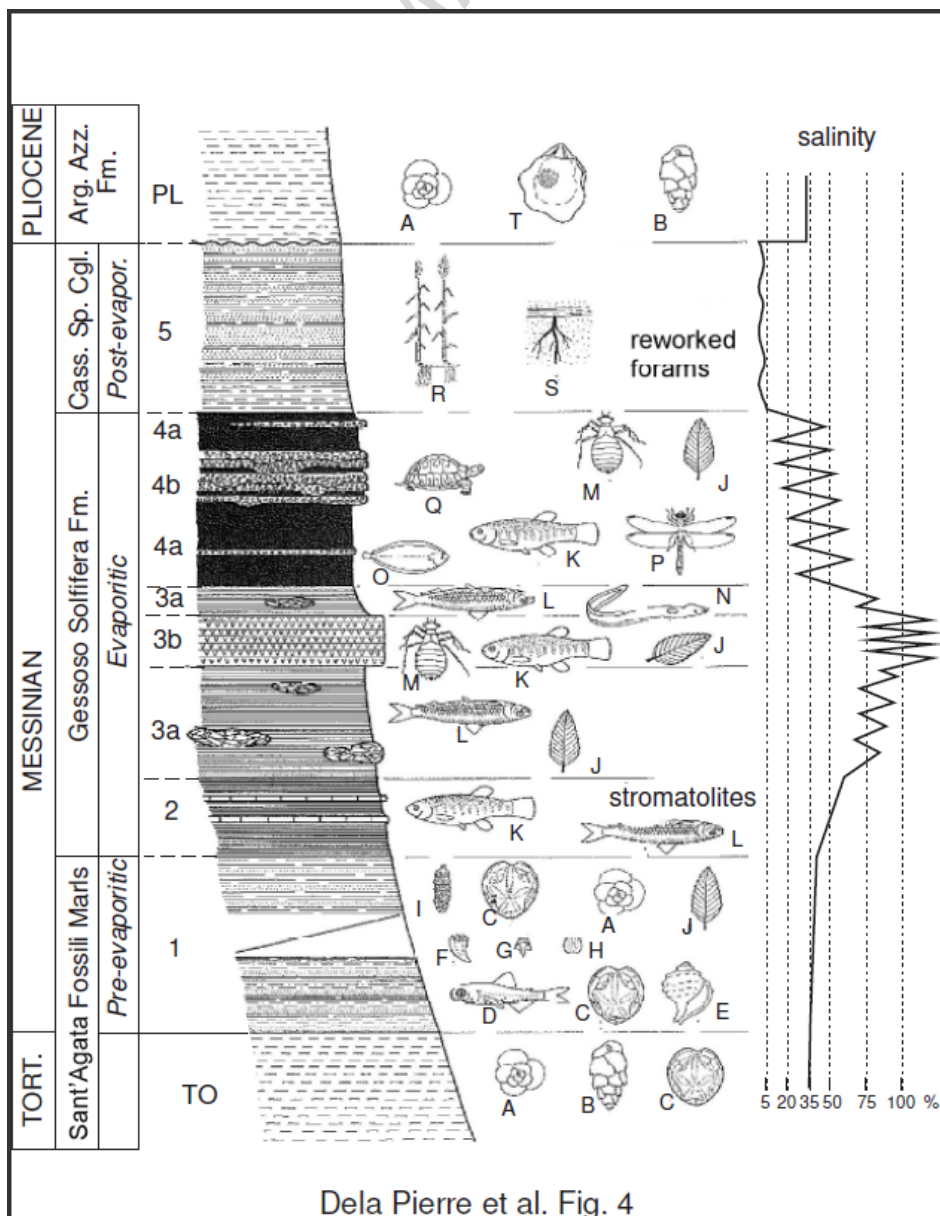 salinity
PLIOCENE
Arg. Azz.
Fm.
PL
A
T
B
Cass. Sp. Cgl.
Post-evapor.
5
R
S
reworked
forams
MESSINIAN
Gessoso Solfifera Fm.
Evaporitic
4a
M
J
4b
Q
4a
O
K
P
3a
L
N
3b
M
K
J
3a
L
J
2
K
stromatolites
L
Sant'Agata Fossili Marls
Pre-evaporitic
1
I
C
A
J
F
G
H
D
C
E
TORT.
TO
A
B
C
5 20 35 50 75 100 %
Dela Pierre et al. Fig. 4